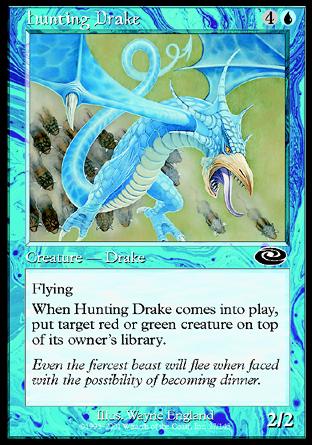 Hunting Drake 4
Creature — Drake
Flying
When Hunting Drake comes into play,
put target red or green creature on top
of its owner's library.
Even the fiercest beast will flee when faced
with the possibility of becoming dinner.
Illus. Wayne England
2/2